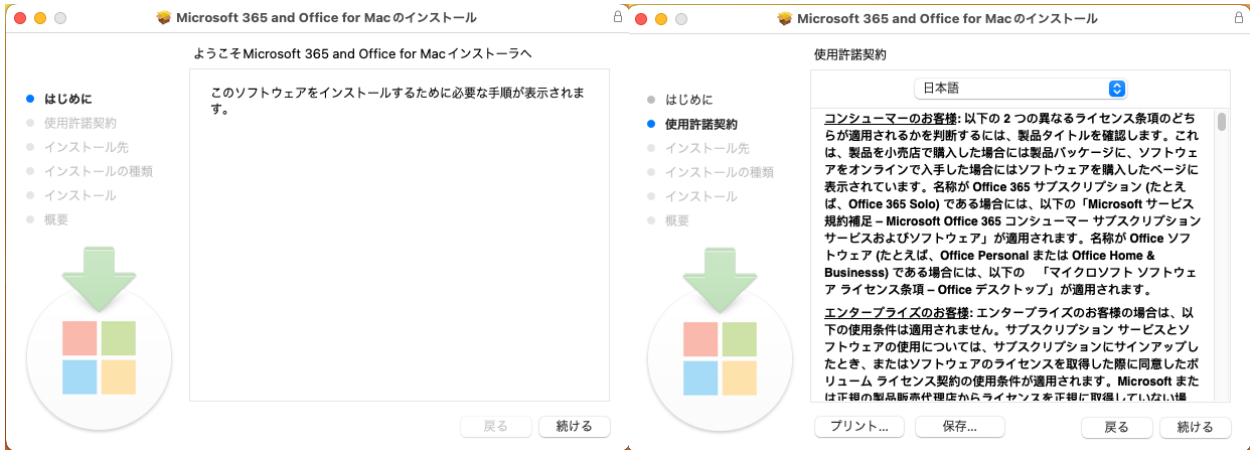 Microsoft 365 and Office for Macのインストール
ようこそMicrosoft 365 and Office for Macインストーラへ
はじめに
使用許諾契約
インストール先
インストールの種類
インストール
概要
このソフトウェアをインストールするために必要な手順が表示されま
す。
戻る
続ける
Microsoft 365 and Office for Macのインストール
使用許諾契約
はじめに
使用許諾契約
インストール先
インストールの種類
インストール
概要
日本語
コンシューマーのお客様: 以下の 2 つの異なるライセンス条項のどち
らが適用されるかを判断するには、製品タイトルを確認します。これ
は、製品を小売店で購入した場合には製品パッケージに、ソフトウェ
アをオンラインで入手した場合にはソフトウェアを購入したページに
表示されています。名称が Office 365 サブスクリプション (たとえ
ば、Office 365 Solo) である場合には、以下の「Microsoft サービス
規約補足 – Microsoft Office 365 コンシューマー サブスクリプション
サービスおよびソフトウェア」が適用されます。名称が Office ソフ
トウェア (たとえば、Office Personal または Office Home &
Businesss) である場合には、以下の　「マイクロソフト ソフトウェ
ア ライセンス条項 – Office デスクトップ」が適用されます。
エンタープライズのお客様: エンタープライズのお客様の場合は、以
下の使用条件は適用されません。サブスクリプション サービスとソ
フトウェアの使用については、サブスクリプションにサインアップし
たとき、またはソフトウェアのライセンスを取得した際に同意したボ
リューム ライセンス契約の使用条件が適用されます。Microsoft また
は正規の製品販売代理店からライセンスを正規に取得していない場
プリント...
保存...
戻る
続ける